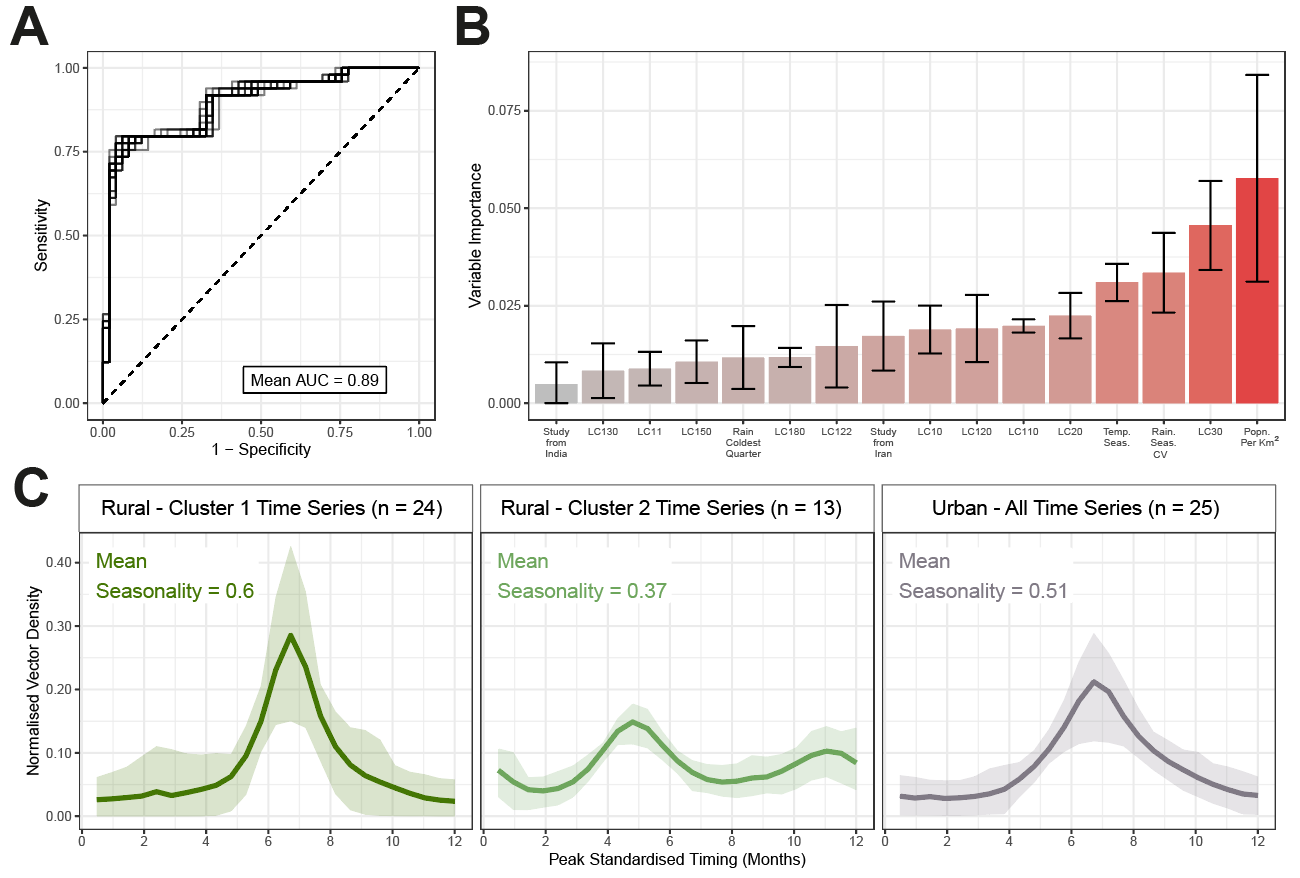 A
1.00
0.75
0.50
0.25
0.00
Sensitivity
Mean AUC = 0.89
0.00 0.25 0.50 0.75 1.00
1 − Specificity
B
0.075
0.050
0.025
0.000
Variable Importance
Study from India
LC130
LC11
LC150
Rain Coldest Quarter
LC180
LC122
Study from Iran
LC10
LC120
LC110
LC20
Temp. Seas.
Rain. Seas. CV
LC30
Popn. Per Km²
C
Rural - Cluster 1 Time Series (n = 24)
Rural - Cluster 2 Time Series (n = 13)
Urban - All Time Series (n = 25)
Mean
Seasonality = 0.6
Mean
Seasonality = 0.37
Mean
Seasonality = 0.51
0.40
0.30
0.20
0.10
0.00
Normalised Vector Density
0 2 4 6 8 10 12
0 2 4 6 8 10 12
0 2 4 6 8 10 12
Peak Standardised Timing (Months)